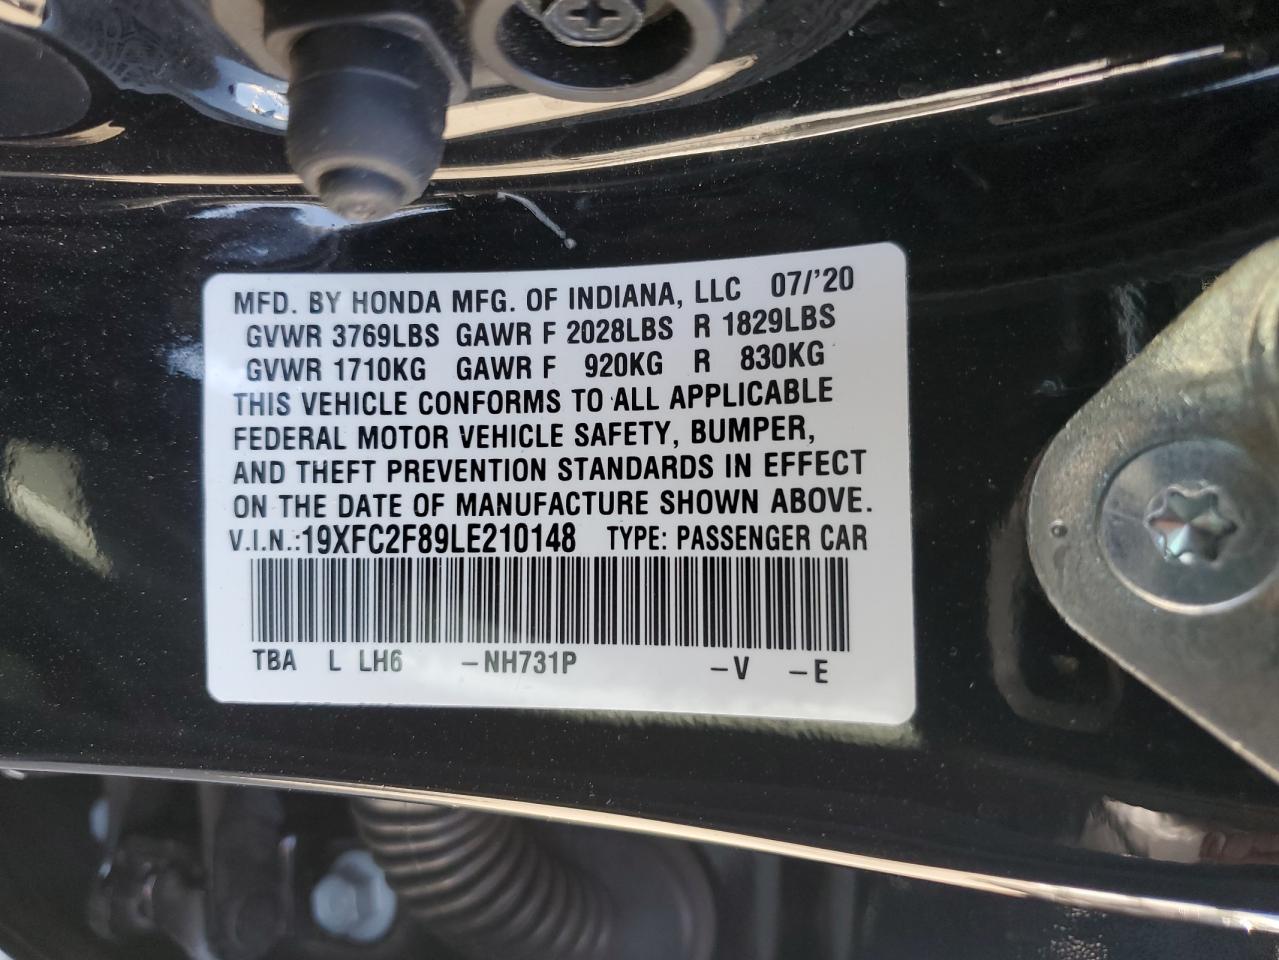 MFD. BY HONDA MFG. OF INDIANA, LLC 07/'20
GVWR 3769LBS GAWR F 2028LBS R 1829LBS
GVWR 1710KG GAWR F 920KG R 830KG
THIS VEHICLE CONFORMS TO ALL APPLICABLE
FEDERAL MOTOR VEHICLE SAFETY, BUMPER,
AND THEFT PREVENTION STANDARDS IN EFFECT
ON THE DATE OF MANUFACTURE SHOWN ABOVE.
V.I.N.:19XFC2F89LE210148 TYPE: PASSENGER CAR
TBA L LH6 -NH731P -V -E